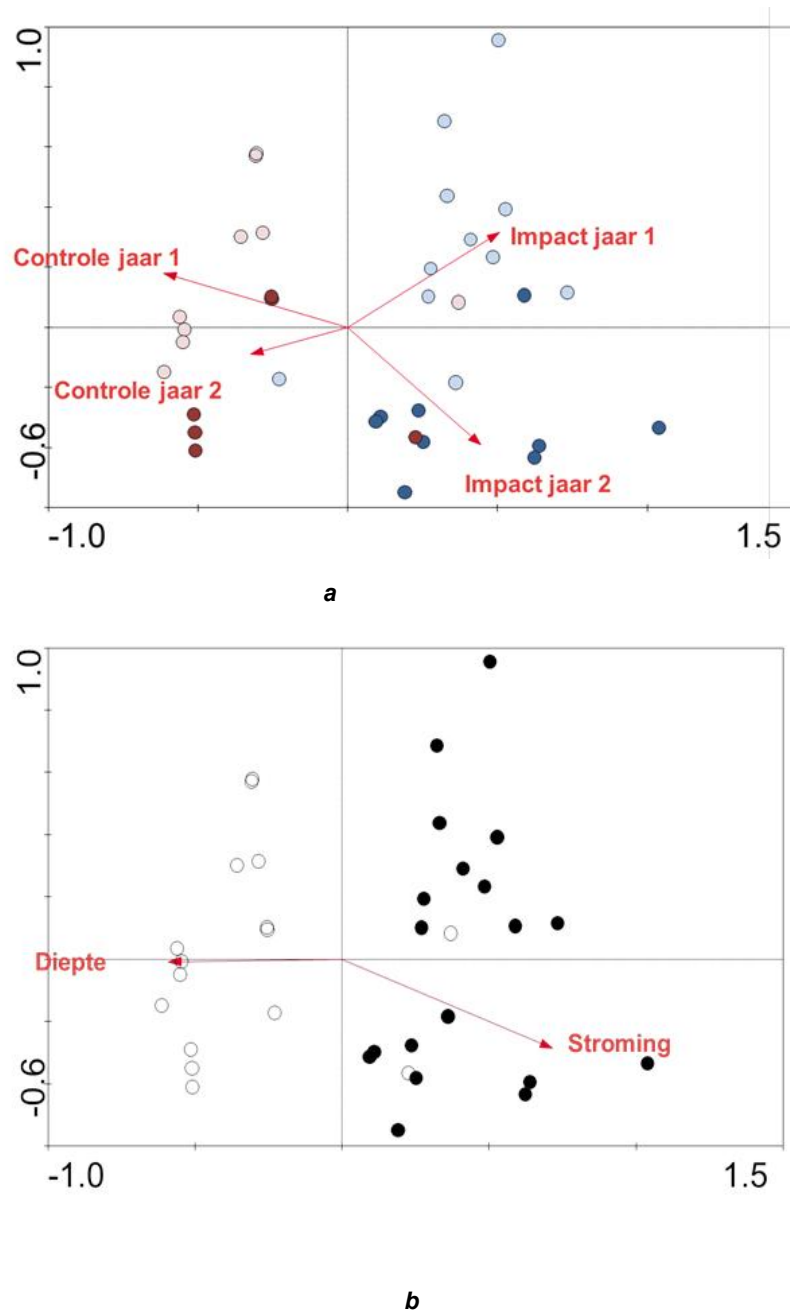 1.0
Impact jaar 1
Controle jaar 1
Controle jaar 2
-0.6
Impact jaar 2
-1.0 1.5
a
1.0
Diepte
Stroming
-0.6
-1.0 1.5
b